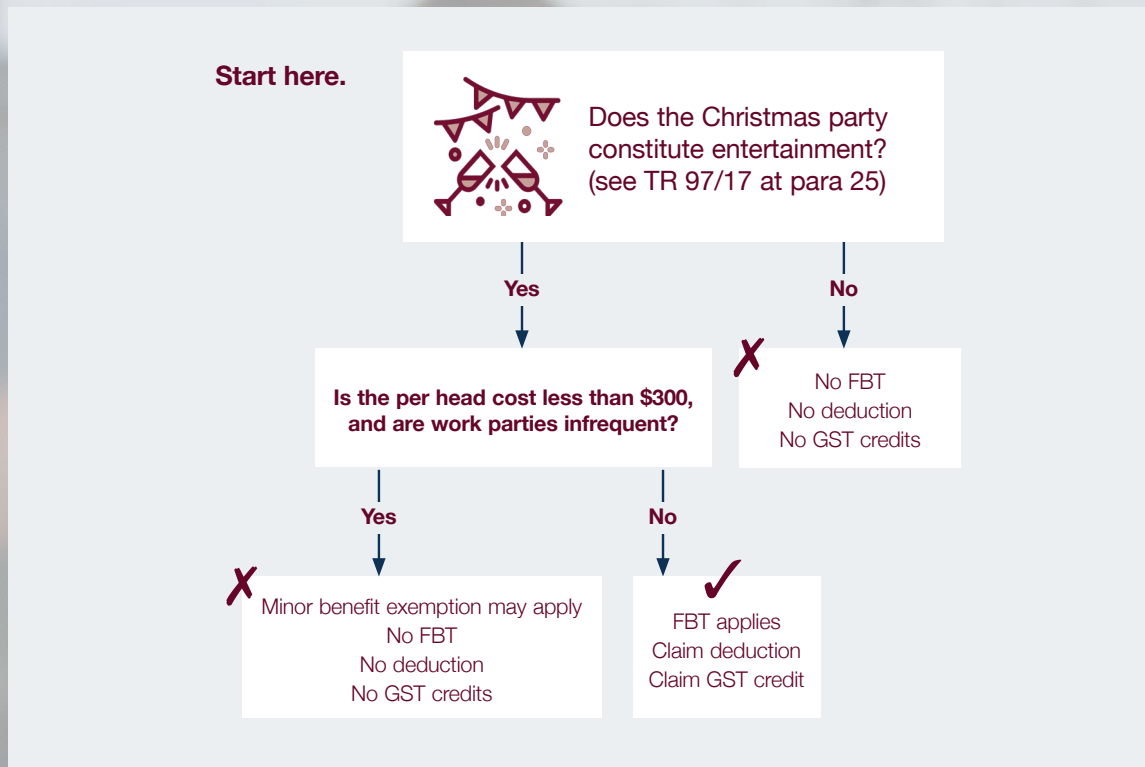 Start here.
Does the Christmas party
constitute entertainment?
(see TR 97/17 at para 25)
Yes
No
Is the per head cost less than $300,
and are work parties infrequent?
No FBT
No deduction
No GST credits
Yes
No
Minor benefit exemption may apply
No FBT
No deduction
No GST credits
FBT applies
Claim deduction
Claim GST credit